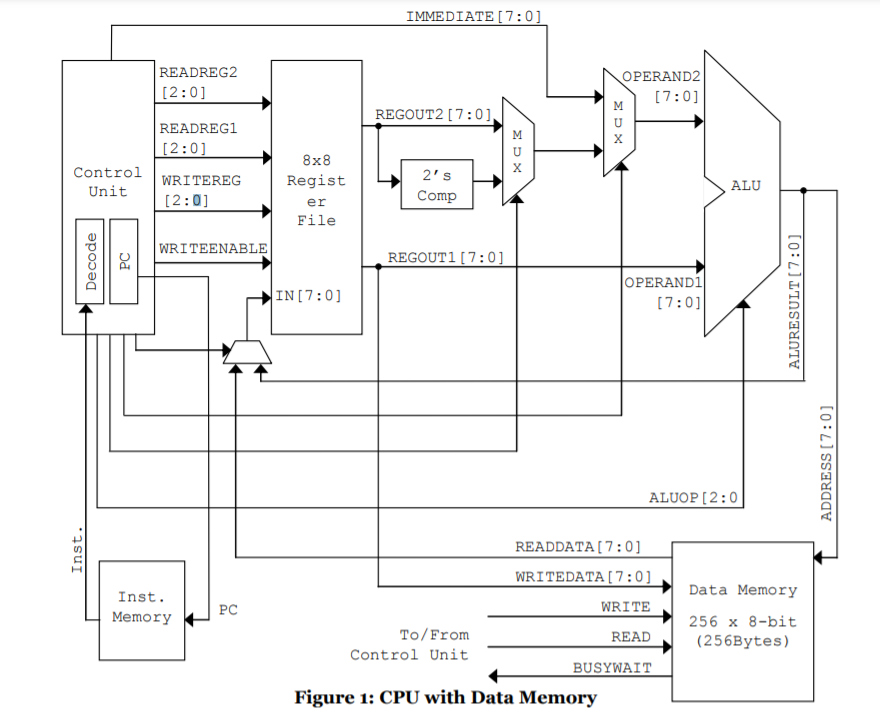 IMMEDIATE[7:0]
READREG2
[2:0]
READREG1
[2:0]
WRITEREG
[2:0]
WRITEENABLE
Control
Unit
Decode
PC
8x8
Regist
er
File
IN[7:0]
REGOUT2[7:0]
2's
Comp
MUX
MUX
REGOUT1[7:0]
OPERAND2
[7:0]
OPERAND1
[7:0]
ALU
ALURESULT[7:0]
ADDRESS[7:0]
ALUOP[2:0
Inst.
Inst.
Memory
PC
READDATA[7:0]
WRITEDATA[7:0]
WRITE
READ
BUSYWAIT
To/From
Control Unit
Data Memory
256 x 8-bit
(256Bytes)
Figure 1: CPU with Data Memory